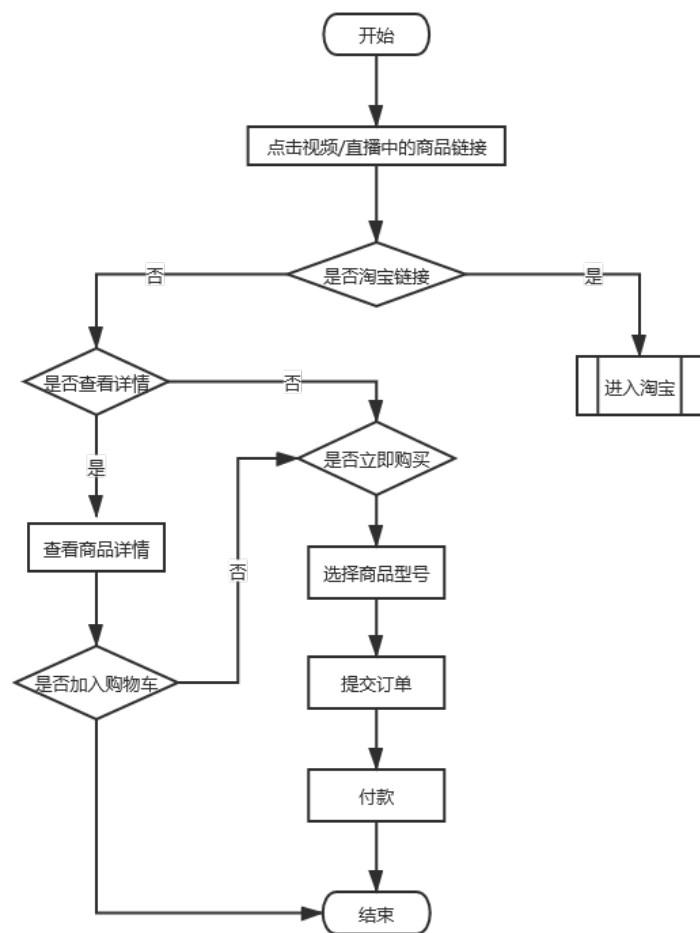 开始
点击视频/直播中的商品链接
是否淘宝链接
否
是
是否查看详情
否
进入淘宝
是
是否立即购买
查看商品详情
否
选择商品型号
是否加入购物车
提交订单
付款
结束